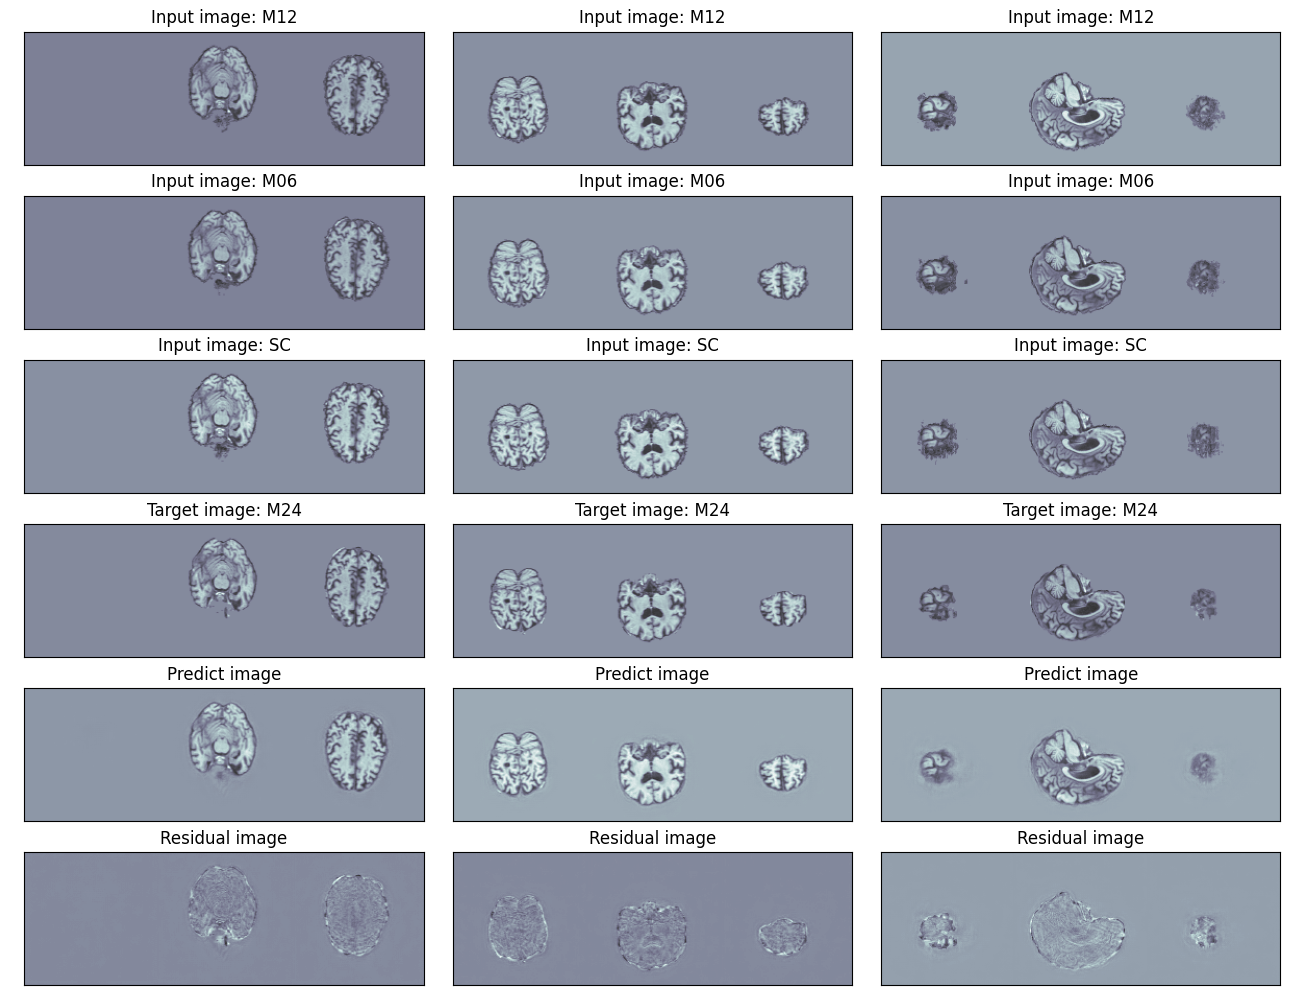 Input image: M12 Input image: M12 Input image: M12
Input image: M06 Input image: M06 Input image: M06
Input image: SC Input image: SC Input image: SC
Target image: M24 Target image: M24 Target image: M24
Predict image Predict image Predict image
Residual image Residual image Residual image